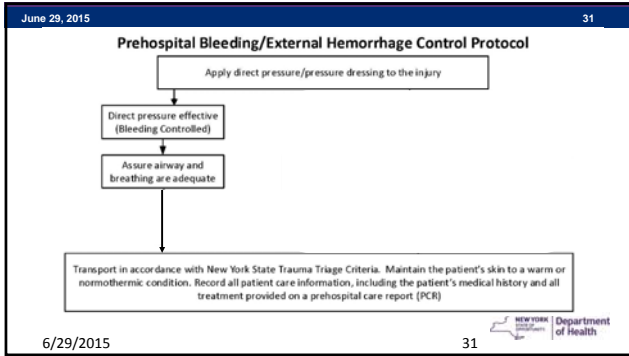 June 29, 2015 31
Prehospital Bleeding/External Hemorrhage Control Protocol
Apply direct pressure/pressure dressing to the injury
Direct pressure effective
(Bleeding Controlled)
Assure airway and
breathing are adequate
Transport in accordance with New York State Trauma Triage Criteria. Maintain the patient's skin to a warm or
normothermic condition. Record all patient care information, including the patient's medical history and all
treatment provided on a prehospital care report (PCR)
NEW YORK
STATE OF
OPPORTUNITY
Department
of Health
6/29/2015 31